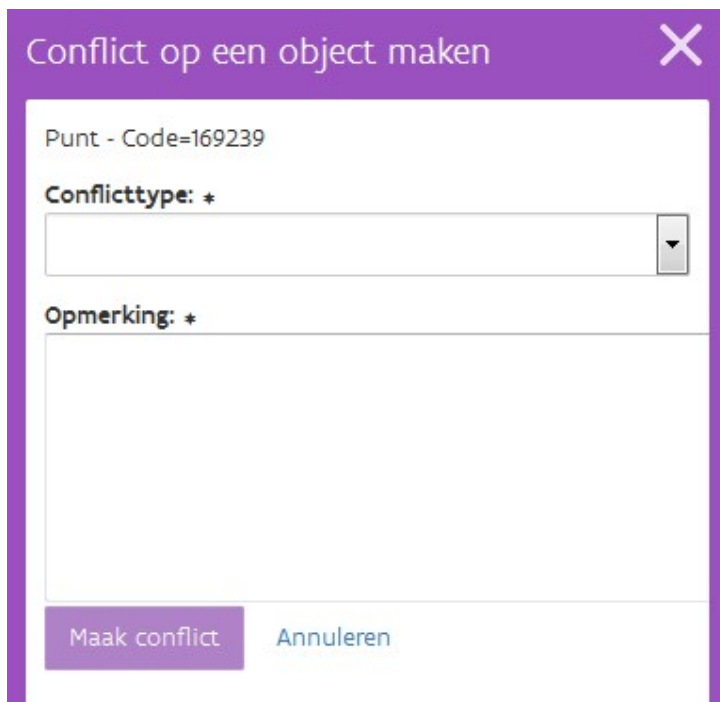 Conflict op een object maken
Punt - Code=169239
Conflicttype: *
Opmerking: *
Maak conflict Annuleren